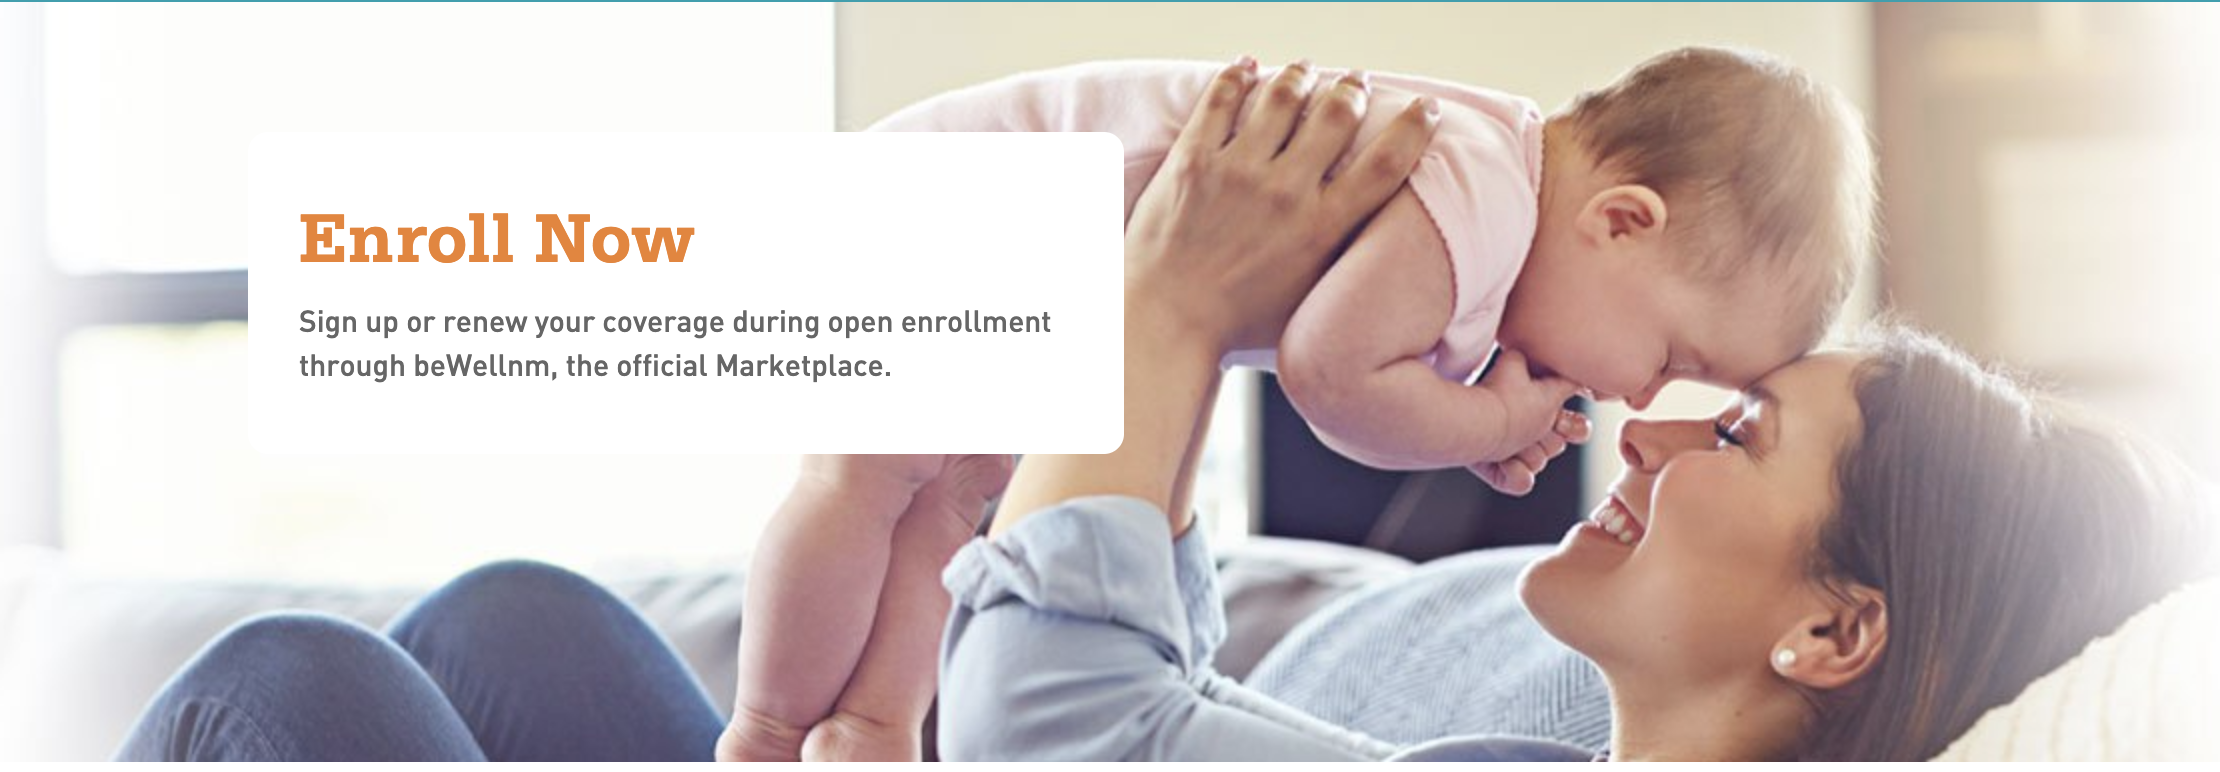 Enroll Now
Sign up or renew your coverage during open enrollment
through beWellnm, the official Marketplace.